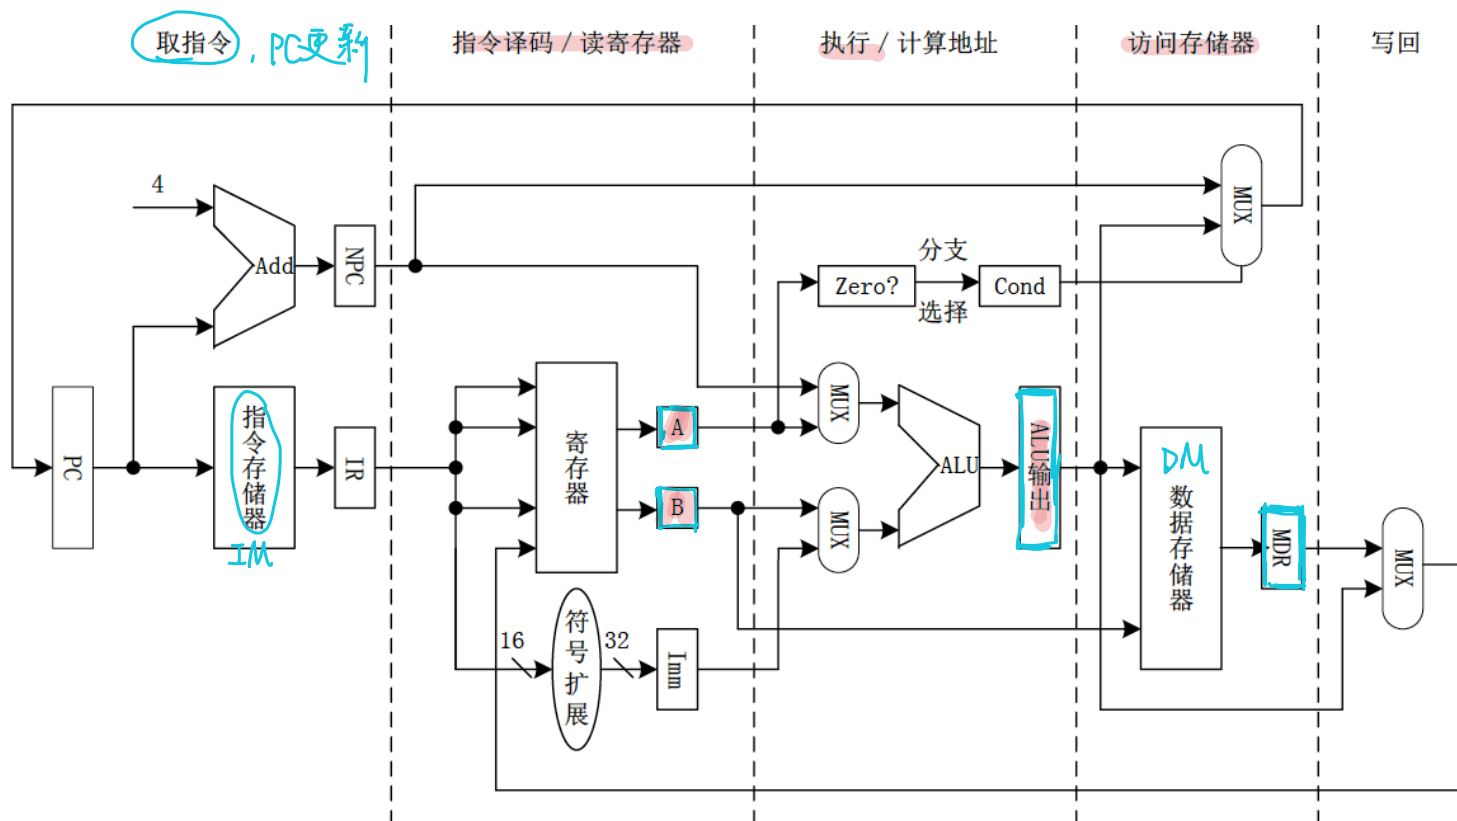 取指令，PC更新
指令译码/读寄存器
执行/计算地址
访问存储器
写回
4
Add
NPC
MUX
分支
Zero?
Cond
选择
PC
指令存储器
IM
IR
寄存器
A
B
MUX
MUX
ALU
ALU输出
DM
数据存储器
MDR
MUX
16
符号扩展
32
Imm